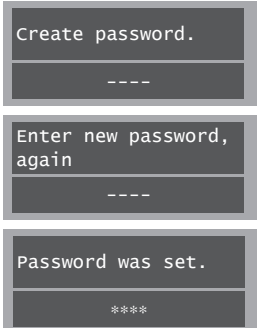 Create password.
----
Enter new password,
again
----
Password was set.
****